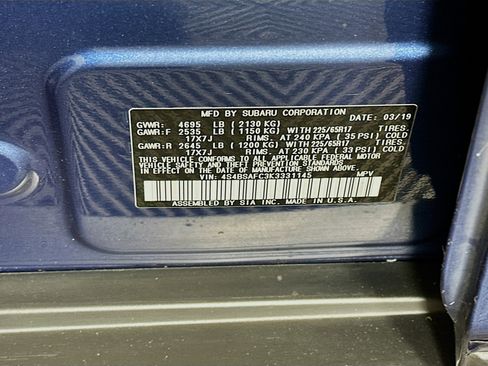 MFD BY SUBARU CORPORATION
DATE: 03/19
GVWR: 4695 LB ( 2130 KG)
GAWR:F 2535 LB ( 1150 KG) WITH 225/65R17 TIRES.
17X7J RIMS. AT 240 KPA ( 35 PSI) COLD
GAWR:R 2645 LB ( 1200 KG) WITH 225/65R17 TIRES.
17X7J RIMS. AT 230 KPA ( 33 PSI) COLD
THIS VEHICLE CONFORMS TO ALL APPLICABLE FEDERAL MOTOR
VEHICLE SAFETY AND THEFT PREVENTION STANDARDS
IN EFFECT ON THE DATE OF MANUFACTURE SHOWN ABOVE.
VIN: 4S4BSAFC3K3331145 MPV
ASSEMBLED BY SIA INC. MADE IN U.S.A.